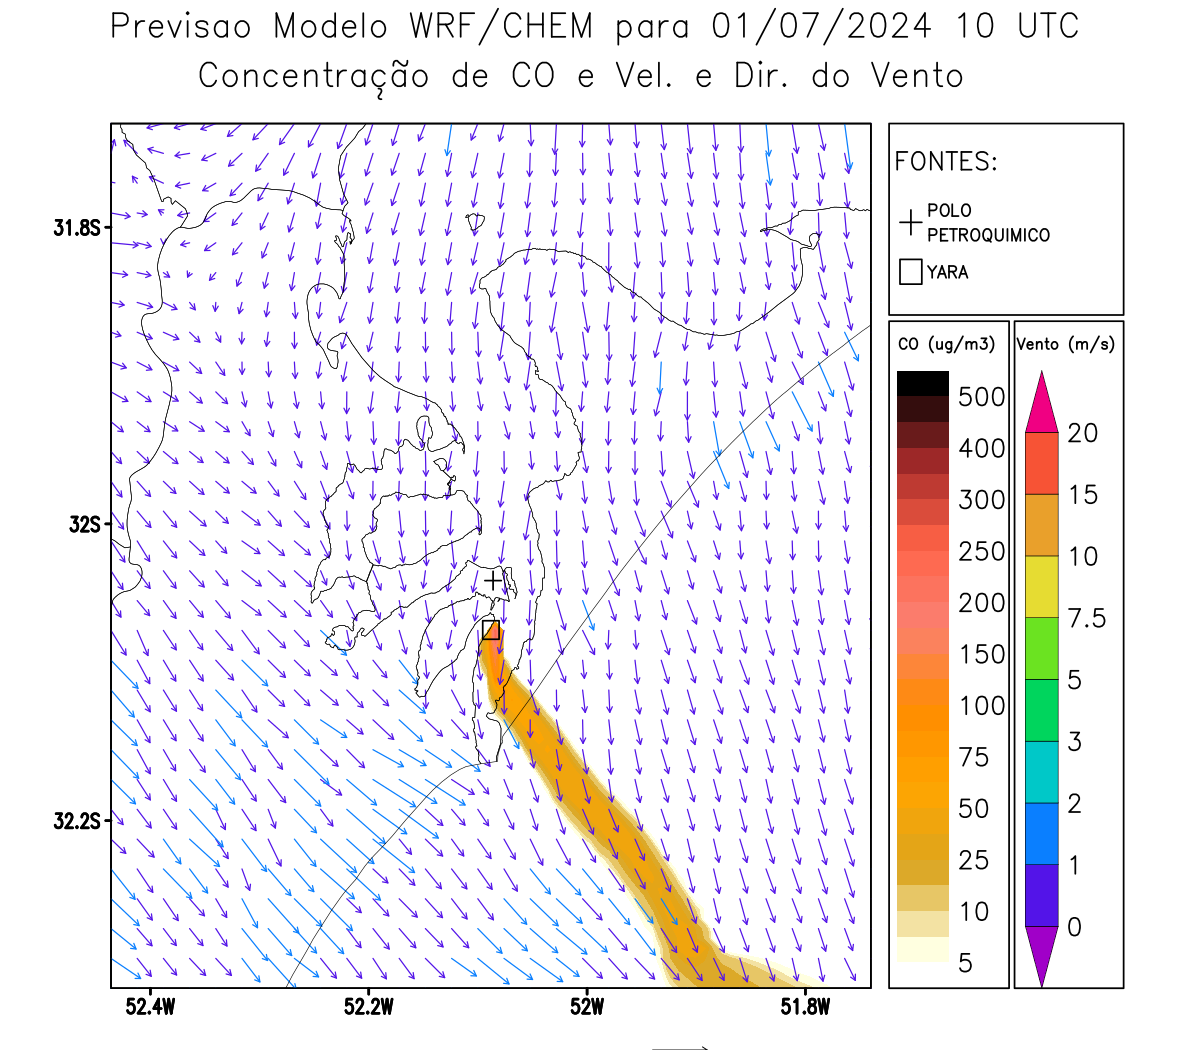 Previsao Modelo WRF/CHEM para 01/07/2024 10 UTC
Concentração de CO e Vel. e Dir. do Vento
FONTES:
POLO
PETROQUIMICO
YARA
31.8S
32S
32.2S
52.4W
52.2W
52W
51.8W
CO (ug/m3)
500
400
300
250
200
150
100
75
50
25
10
5
Vento (m/s)
20
15
10
7.5
5
3
2
1
0